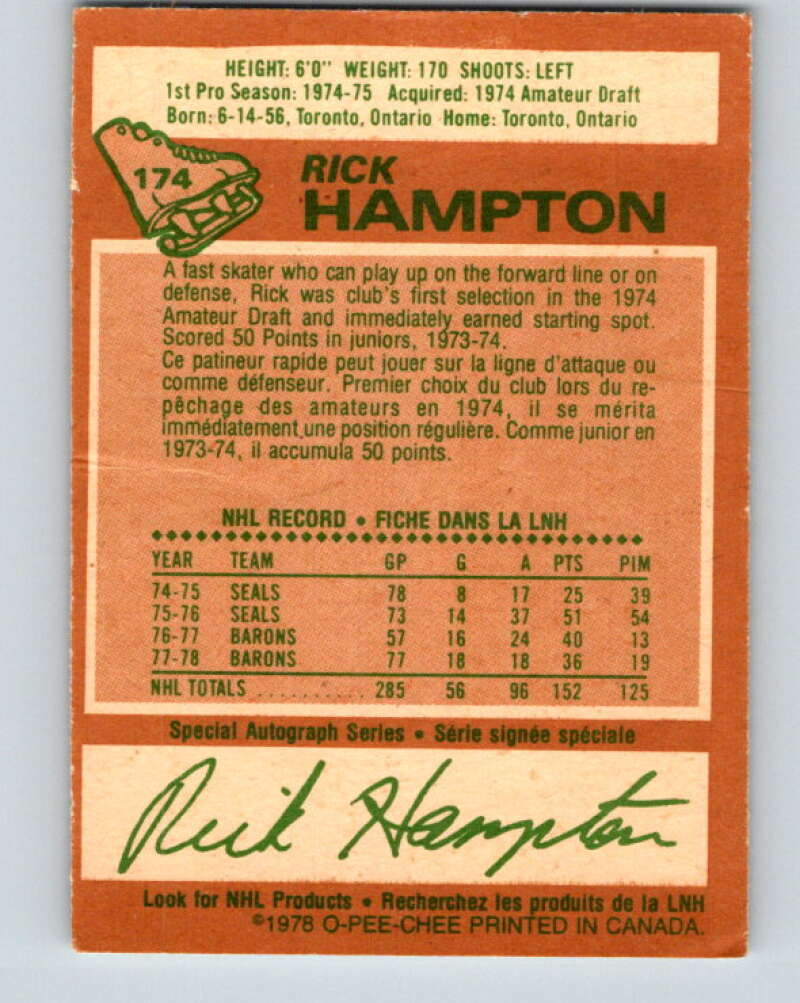 HEIGHT: 6'0" WEIGHT: 170 SHOOTS: LEFT
1st Pro Season: 1974-75 Acquired: 1974 Amateur Draft
Born: 6-14-56, Toronto, Ontario Home: Toronto, Ontario
174
RICK
HAMPTON
A fast skater who can play up on the forward line or on
defense, Rick was club's first selection in the 1974
Amateur Draft and immediately earned starting spot.
Scored 50 Points in juniors, 1973-74.
Ce patineur rapide peut jouer sur la ligne d'attaque ou
comme défenseur. Premier choix du club lors du re-
pêchage des amateurs en 1974, il se mérita
immédiatement une position régulière. Comme junior en
1973-74, il accumula 50 points.
NHL RECORD • FICHE DANS LA LNH
YEAR TEAM GP G A PTS PIM
74-75 SEALS 78 8 17 25 39
75-76 SEALS 73 14 37 51 54
76-77 BARONS 57 16 24 40 13
77-78 BARONS 77 18 18 36 19
NHL TOTALS .......... 285 56 96 152 125
Special Autograph Series • Série signée spéciale
Rick Hampton
Look for NHL Products • Recherchez les produits de la LNH
©1978 O-PEE-CHEE PRINTED IN CANADA.